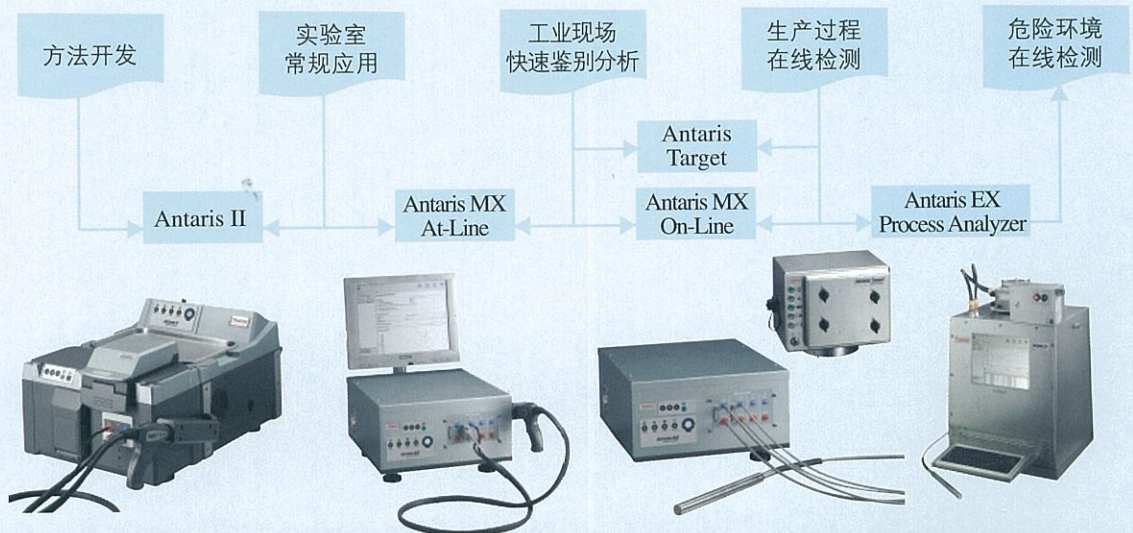 方法开发
实验室
常规应用
工业现场
快速鉴别分析
生产过程
在线检测
危险环境
在线检测
Antaris
Target
Antaris II
Antaris MX
At-Line
Antaris MX
On-Line
Antaris EX
Process Analyzer